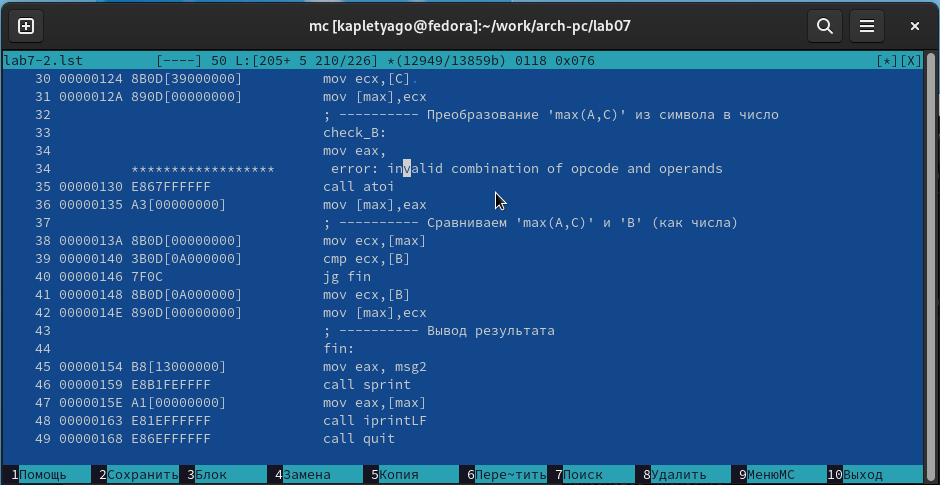 mc [kapletyago@fedora]:~/work/arch-pc/lab07
lab7-2.lst [----] 50 L:[205+ 5 210/226] *(12949/13859b) 0118 0x076 [*][X]
30 00000124 8B0D[39000000] mov ecx,[C]
31 0000012A 890D[00000000] mov [max],ecx
32 ; ---------- Преобразование 'max(A,C)' из символа в число
33 check_B:
34 mov eax,
34 ****************** error: invalid combination of opcode and operands
35 00000130 E867FFFFFF call atoi
36 00000135 A3[00000000] mov [max],eax
37 ; ---------- Сравниваем 'max(A,C)' и 'B' (как числа)
38 0000013A 8B0D[00000000] mov ecx,[max]
39 00000140 3B0D[0A000000] cmp ecx,[B]
40 00000146 7F0C jg fin
41 00000148 8B0D[0A000000] mov ecx,[B]
42 0000014E 890D[00000000] mov [max],ecx
43 ; ---------- Вывод результата
44 fin:
45 00000154 B8[13000000] mov eax, msg2
46 00000159 E8B1FEFFFF call sprint
47 0000015E A1[00000000] mov eax,[max]
48 00000163 E81EFFFFFF call iprintLF
49 00000168 E86EFFFFFF call quit
1Помощь 2Сохранить 3Блок 4Замена 5Копия 6Пере~тить 7Поиск 8Удалить 9МенюМС 10Выход